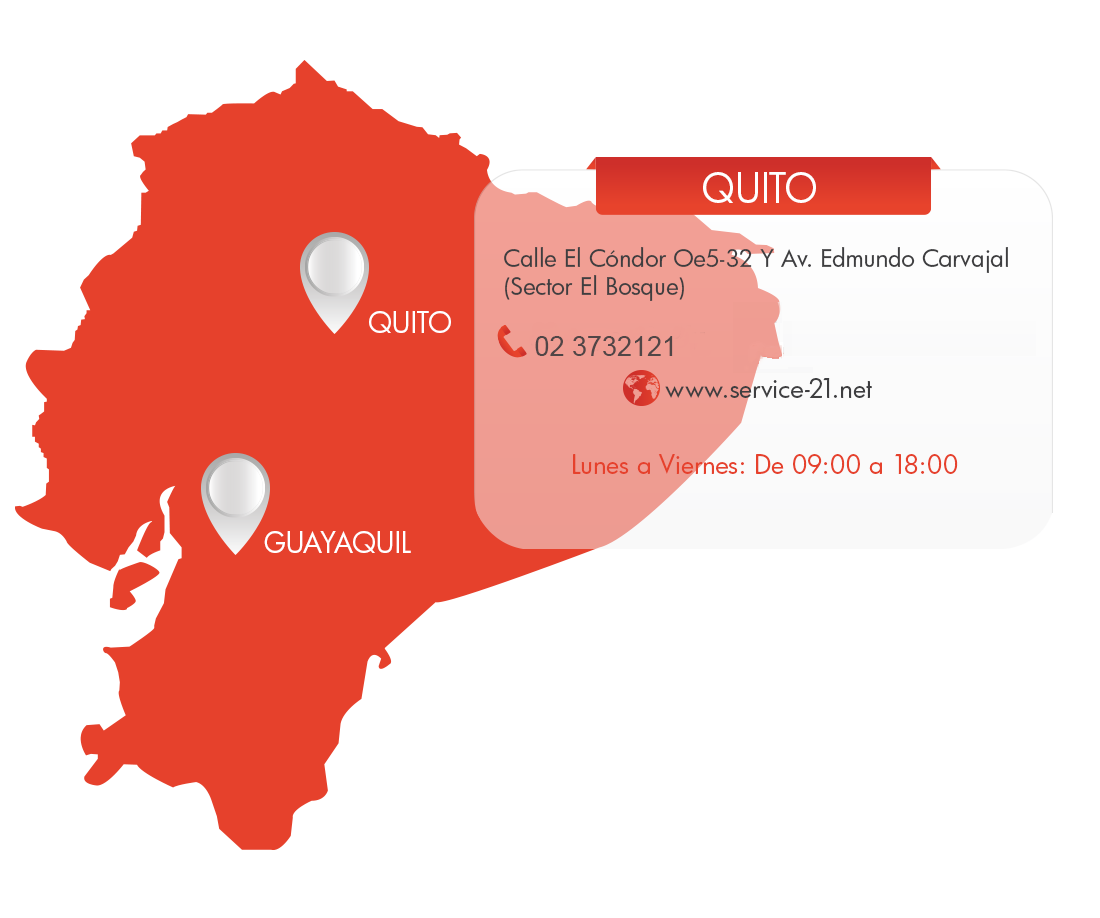 QUITO
Calle El Cóndor Oe5-32 Y Av. Edmundo Carvajal
(Sector El Bosque)
02 3732121
www.service-21.net
Lunes a Viernes: De 09:00 a 18:00
QUITO
GUAYAQUIL